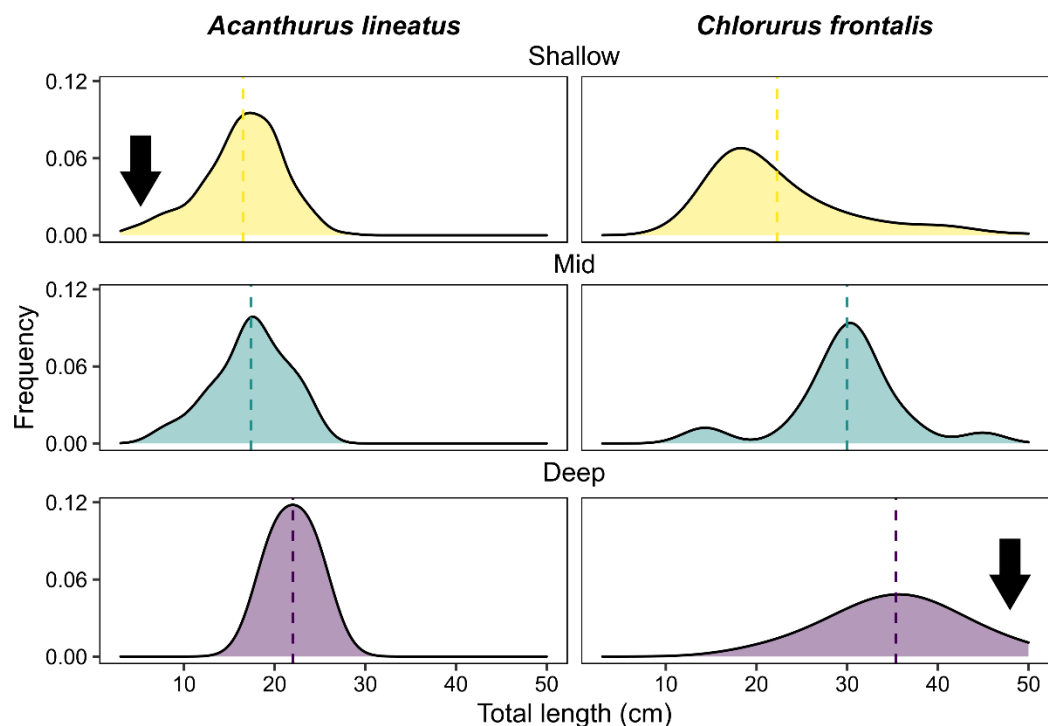 Acanthurus lineatus
Chlorurus frontalis
Shallow
0.12
0.06
0.00
Mid
0.12
0.06
0.00
Deep
0.12
0.06
0.00
Frequency
10 20 30 40 50
10 20 30 40 50
Total length (cm)